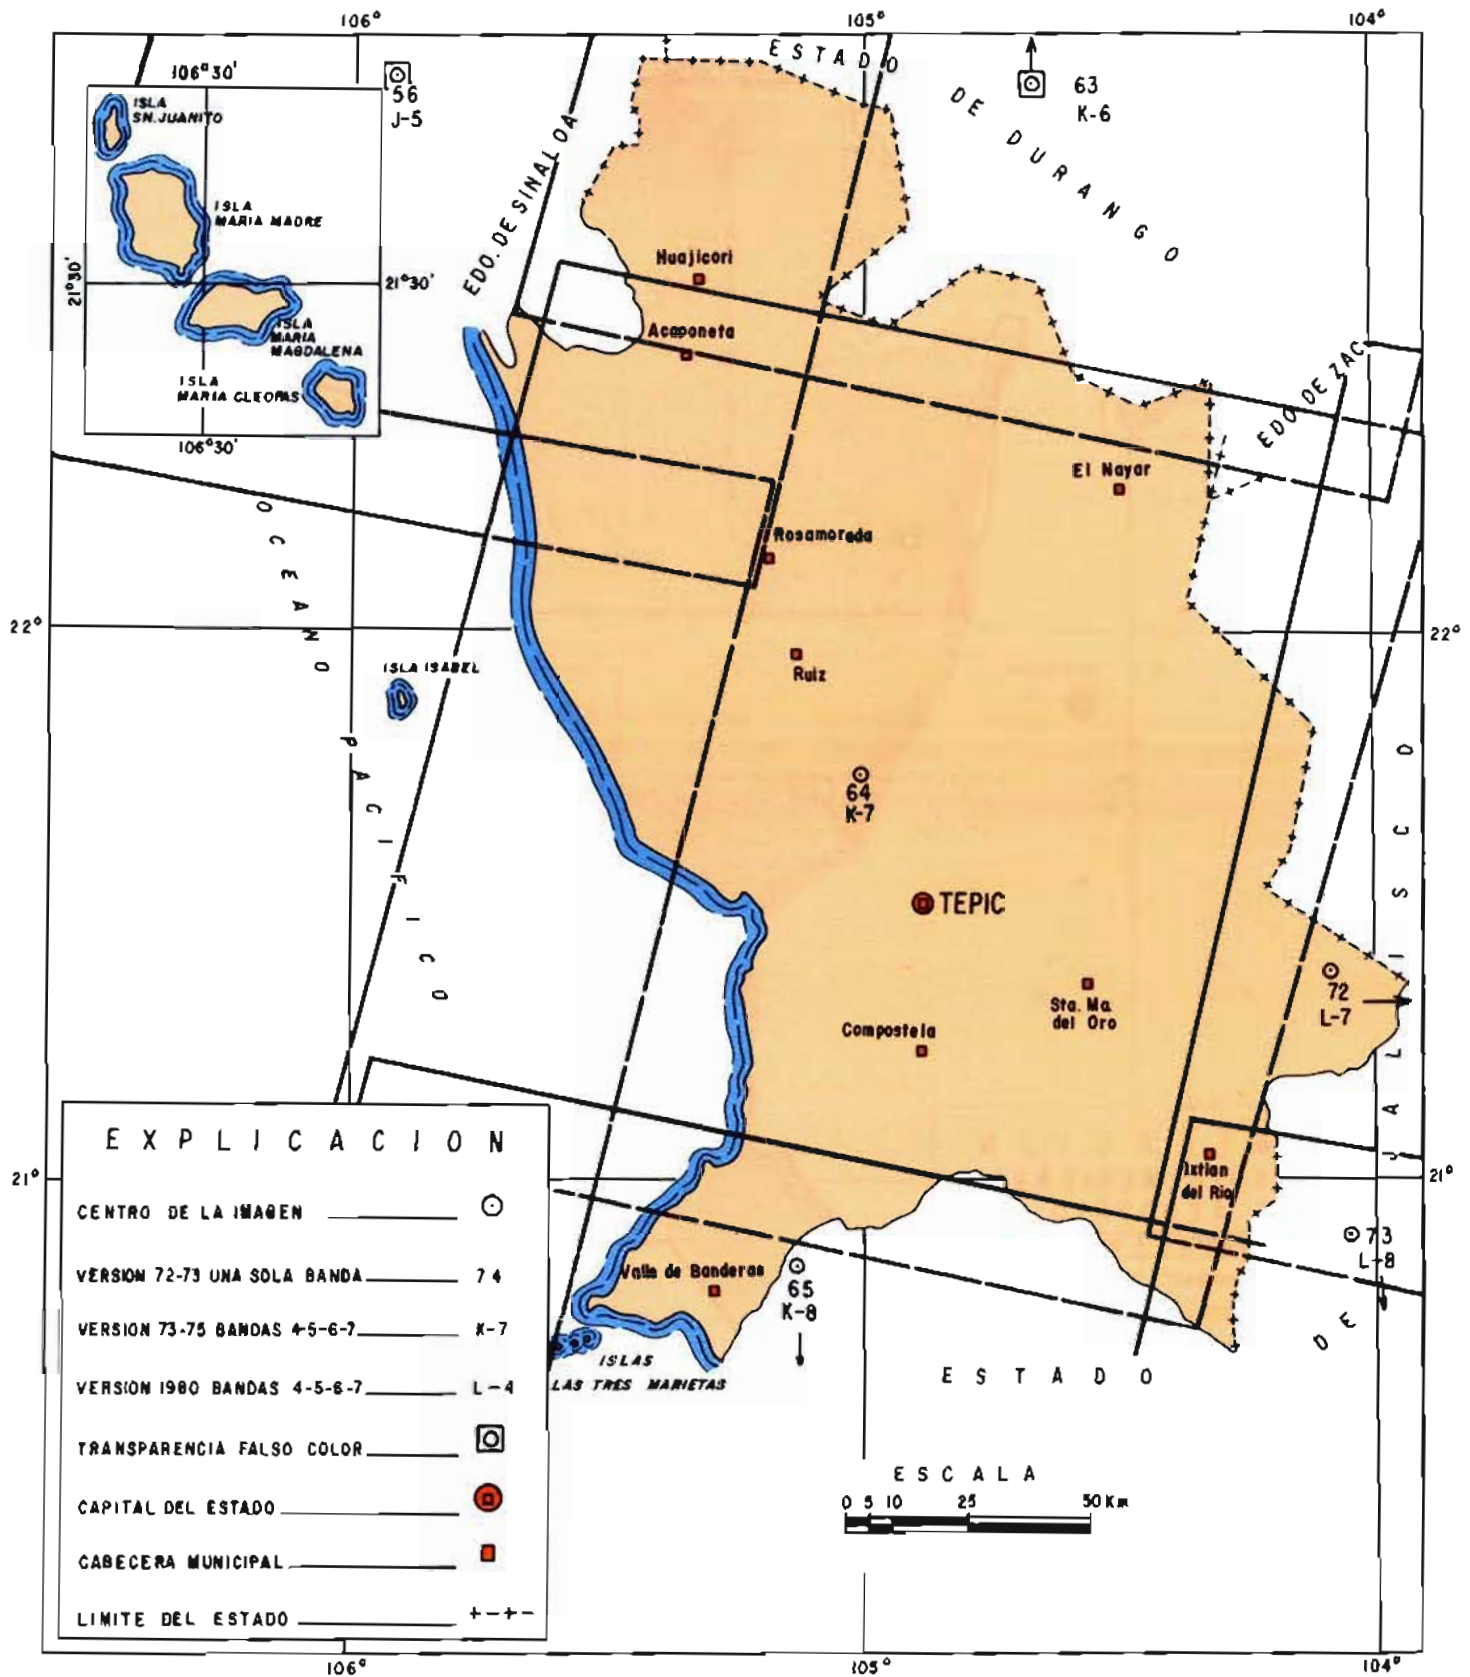 106°
105°
104°
106°30'
ISLA
SN. JUANITO
ISLA
MARIA MADRE
21°30'
21°30'
ISLA
MARIA
MAGDALENA
ISLA
MARIA CLEOFAS
106°30'
56
J-5
EDO. DE SINALOA
ESTADO
DE DURANGO
63
K-6
Huajicori
Acaponeta
EDO DE ZAC.
El Nayar
Rosamorada
OCEANO
PACIFICO
22°
22°
ISLA ISABEL
Ruiz
64
K-7
TEPIC
72
L-7
Sta. Ma.
del Oro
Compostela
21°
21°
Ixtlan
del Rio
73
L-8
Valle de Banderas
65
K-8
ISLAS
LAS TRES MARIETAS
ESTADO
DE
JALISCO
EXPLICACION
CENTRO DE LA IMAGEN
VERSION 72-73 UNA SOLA BANDA 74
VERSION 73-75 BANDAS 4-5-6-7 K-7
VERSION 1980 BANDAS 4-5-6-7 L-4
TRANSPARENCIA FALSO COLOR
CAPITAL DEL ESTADO
CABECERA MUNICIPAL
LIMITE DEL ESTADO +-+-
ESCALA
0 5 10 25 50 Km
106°
105°
104°